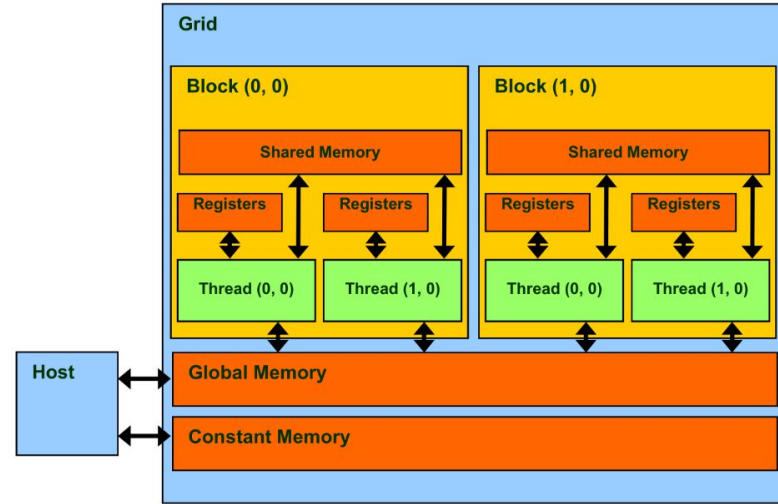 Grid
Block (0, 0)
Block (1, 0)
Shared Memory
Shared Memory
Registers
Registers
Registers
Registers
Thread (0, 0)
Thread (1, 0)
Thread (0, 0)
Thread (1, 0)
Host
Global Memory
Constant Memory